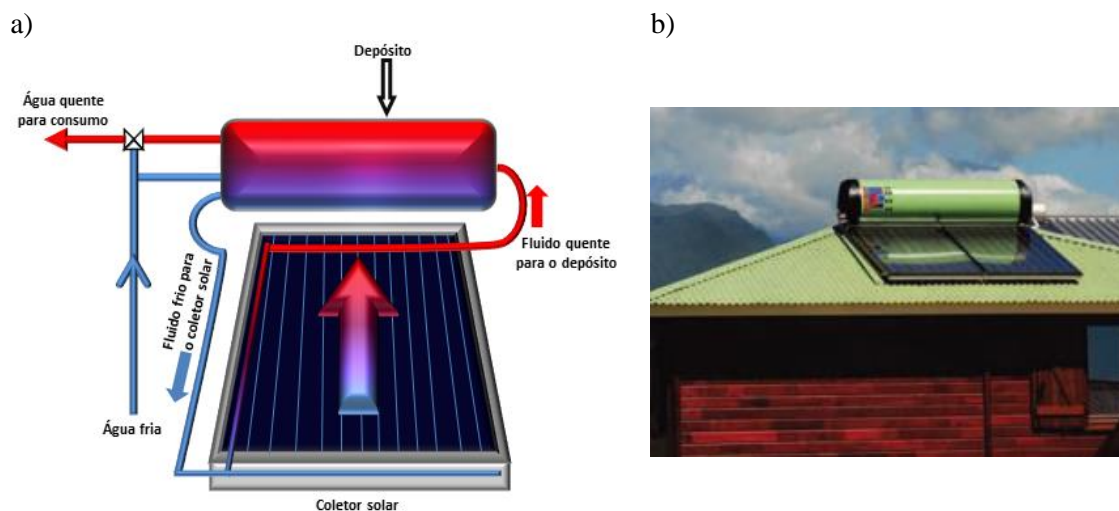 a)
b)
Depósito
Água quente
para consumo
Fluido quente
para o depósito
Fluido frio para
o coletor solar
Água fria
Coletor solar